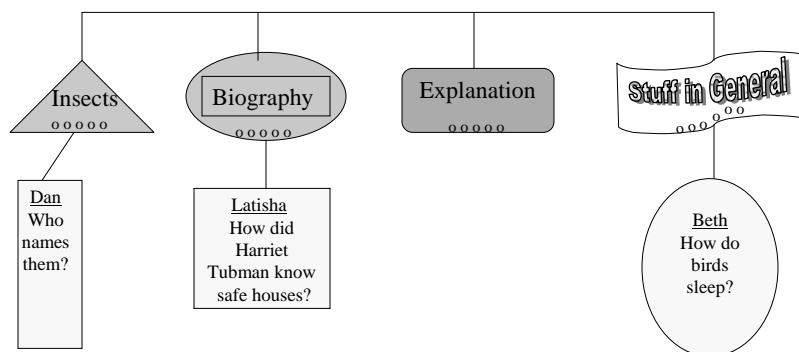 Insects
o o o o o
Biography
o o o o o
Explanation
o o o o o
Stuff in General
o o o o o o
Dan
Who
names
them?
Latisha
How did
Harriet
Tubman know
safe houses?
Beth
How do
birds
sleep?